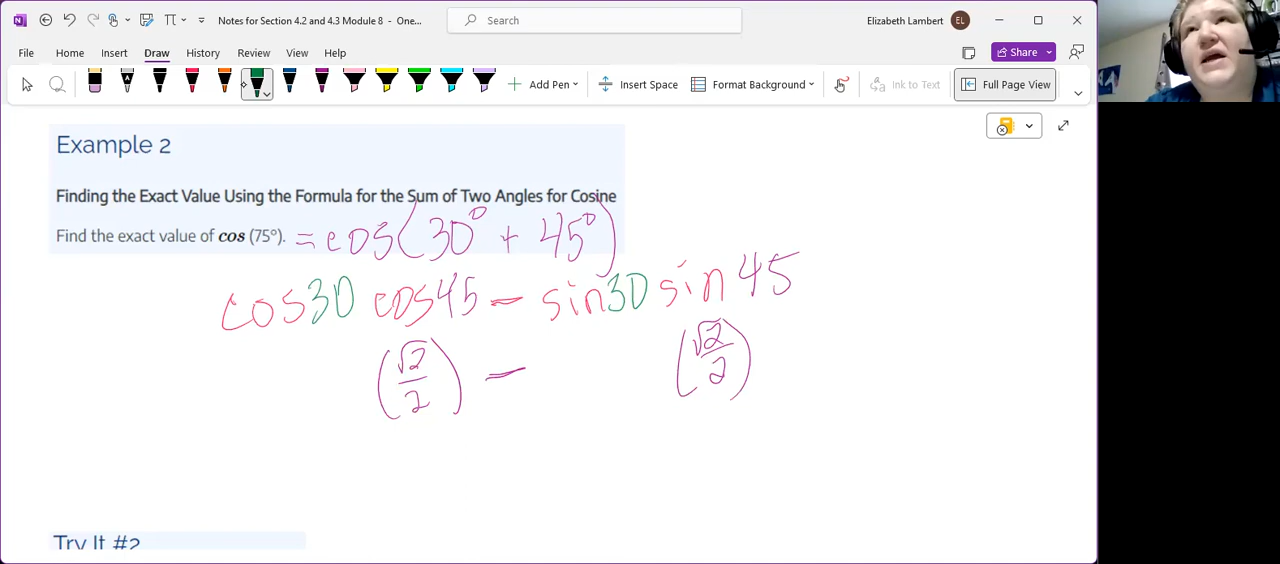 Notes for Section 4.2 and 4.3 Module 8 - One...
Search
Elizabeth Lambert EL
File Home Insert Draw History Review View Help
Share
Add Pen Insert Space Format Background Ink to Text Full Page View
Example 2
Finding the Exact Value Using the Formula for the Sum of Two Angles for Cosine
Find the exact value of cos (75°). = cos(30° + 45°)
cos30 cos45 - sin30 sin 45
(√2/2) - (√2/2)
Try It #2